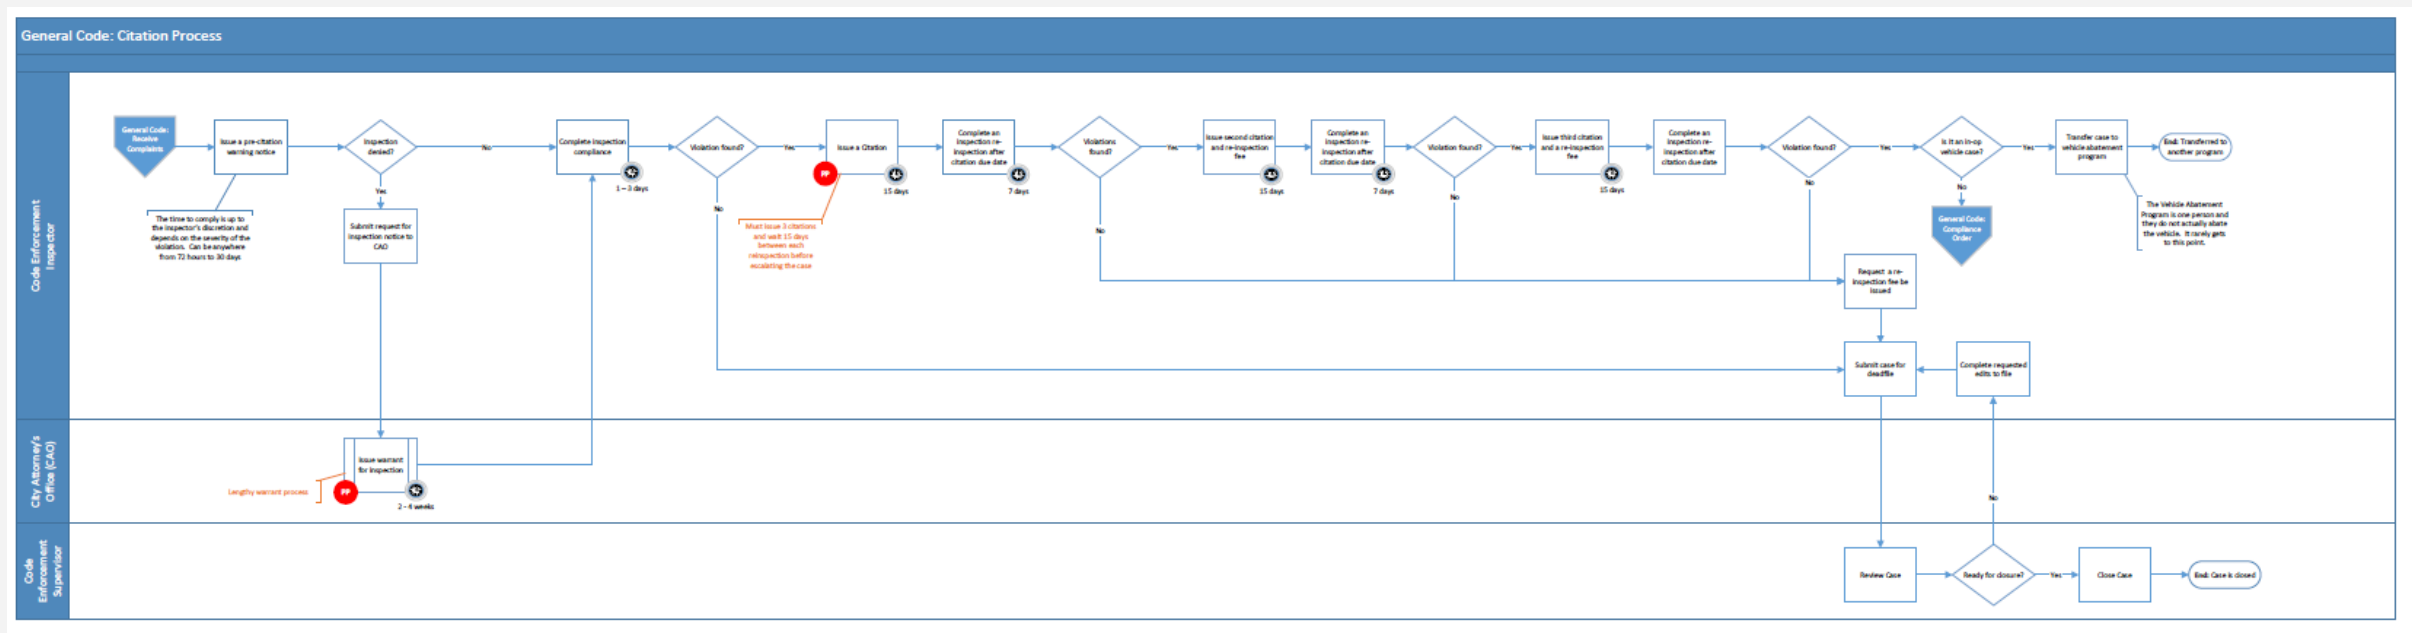 General Code: Citation Process
Code Enforcement
Inspector
General Code:
Receive
Complaints
Issue a pre-citation
warning notice
The time to comply is up to
the inspector's discretion and
depends on the severity of the
violation. Can be anywhere
from 72 hours to 30 days
Inspection
denied?
Yes
No
Submit request for
inspection notice to
CAO
Complete inspection
compliance
1 – 3 days
Violation found?
Yes
No
Issue a Citation
PP
15 days
Must issue 3 citations
and wait 15 days
between each
reinspection before
escalating the case
Complete an
inspection re-
inspection after
citation due date
7 days
Violations
found?
Yes
No
Issue second citation
and re-inspection
fee
15 days
Complete an
inspection re-
inspection after
citation due date
7 days
Violation found?
Yes
No
Issue third citation
and a re-inspection
fee
15 days
Complete an
inspection re-
inspection after
citation due date
Violation found?
Yes
No
Is it an in-op
vehicle case?
Yes
No
General Code:
Compliance
Order
Transfer case to
vehicle abatement
program
End: Transferred to
another program
The Vehicle Abatement
Program is one person and
they do not actually abate
the vehicle. It rarely gets
to this point.
Request a re-
inspection fee be
issued
Submit case for
deadfile
Complete requested
edits to file
City Attorney's
Office (CAO)
Issue warrant
for inspection
Lengthy warrant process
PP
2 - 4 weeks
Code
Enforcement
Supervisor
Review Case
Ready for closure?
No
Yes
Close Case
End: Case is closed